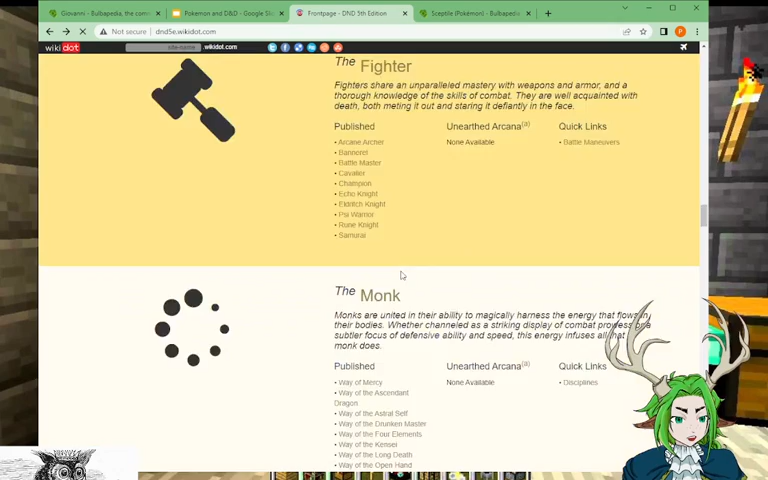 Giovanni - Bulbapedia, the com
Pokemon and D&D - Google Sli
Frontpage - DND 5th Edition
Sceptile (Pokémon) - Bulbapedi
Not secure
dnd5e.wikidot.com
wikidot
site-name
.wikidot.com
The Fighter
Fighters share an unparalleled mastery with weapons and armor, and a
thorough knowledge of the skills of combat. They are well acquainted with
death, both meting it out and staring it defiantly in the face.
Published
Unearthed Arcana(a)
Quick Links
• Arcane Archer
None Available
• Battle Maneuvers
• Banneret
• Battle Master
• Cavalier
• Champion
• Echo Knight
• Eldritch Knight
• Psi Warrior
• Rune Knight
• Samurai
The Monk
Monks are united in their ability to magically harness the energy that flows in
their bodies. Whether channeled as a striking display of combat prowess or a
subtler focus of defensive ability and speed, this energy infuses all that
monk does.
Published
Unearthed Arcana(a)
Quick Links
• Way of Mercy
None Available
• Disciplines
• Way of the Ascendant
Dragon
• Way of the Astral Self
• Way of the Drunken Master
• Way of the Four Elements
• Way of the Kensei
• Way of the Long Death
• Way of the Open Hand